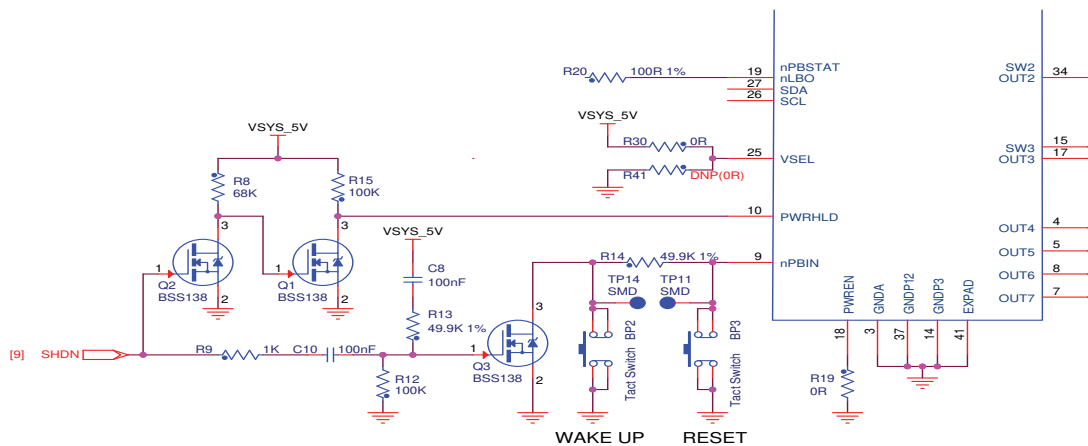 nPBSTAT
19
nLBO
27
SDA
26
SCL
R20
100R 1%
SW2
OUT2
34
VSYS_5V
R30
0R
R41
DNP(0R)
25
VSEL
SW3
15
OUT3
17
VSYS_5V
R8
68K
R15
100K
10
PWRHLD
OUT4
4
OUT5
5
OUT6
8
OUT7
7
3
1
2
Q2
BSS138
3
1
2
Q1
BSS138
VSYS_5V
C8
100nF
R13
49.9K 1%
R14
49.9K 1%
9
nPBIN
TP14
SMD
TP11
SMD
PWREN
GNDA
GNDP12
GNDP3
EXPAD
18
3
37
14
41
R19
0R
[9]
SHDN
R9
1K
C10
100nF
R12
100K
3
1
2
Q3
BSS138
Tact Switch BP2
Tact Switch BP3
WAKE UP
RESET